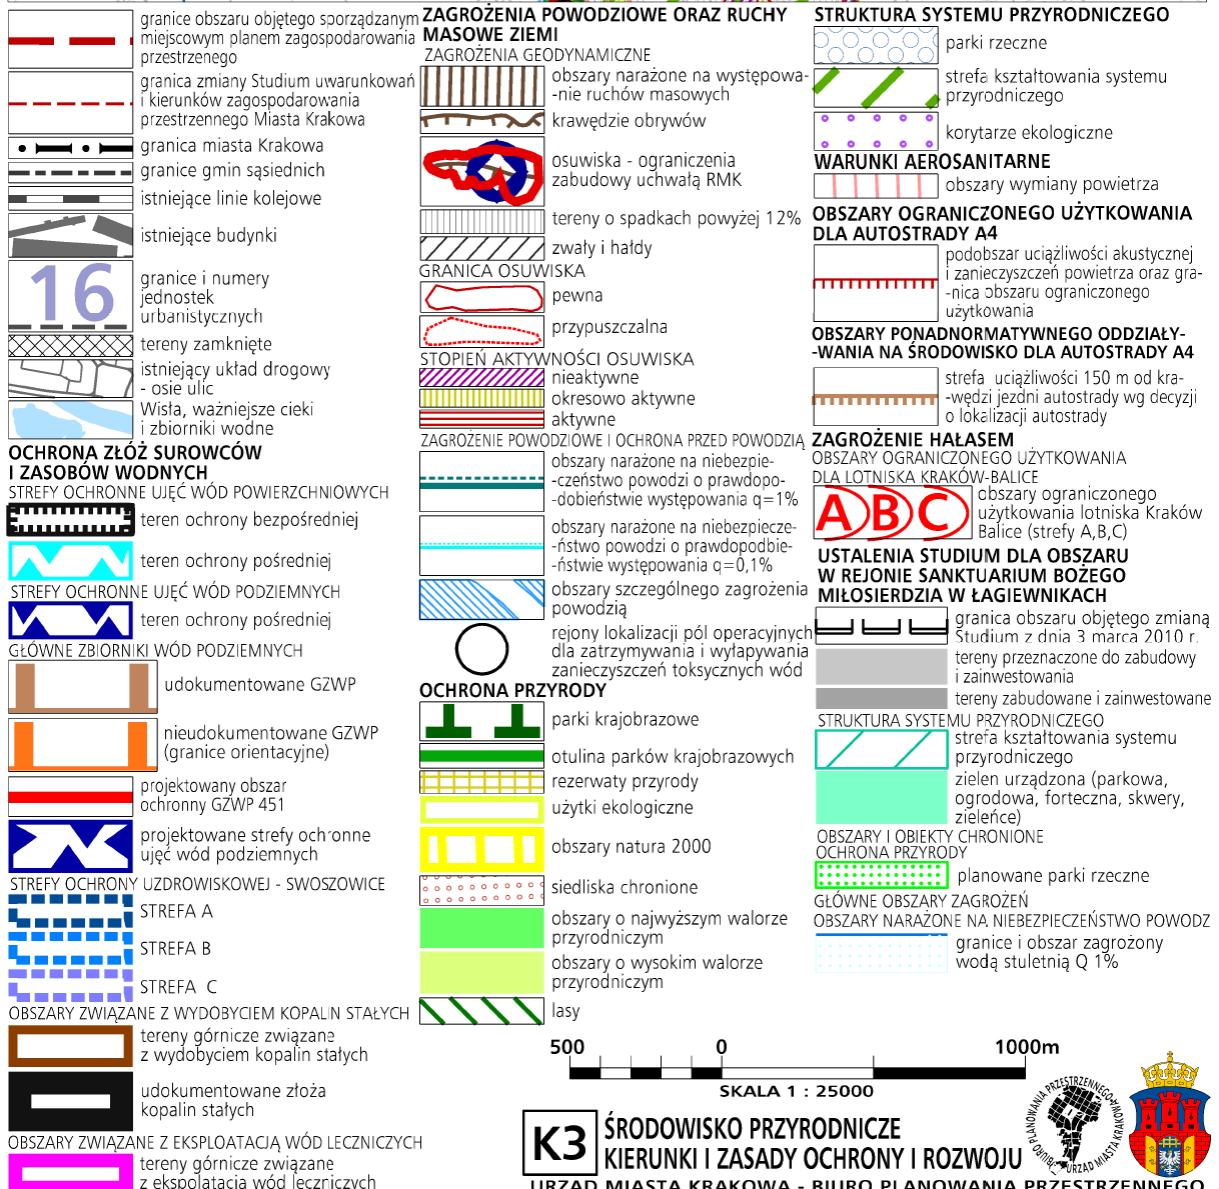 granice obszaru objętego sporządzanym
miejscowym planem zagospodarowania
przestrzenego
granica zmiany Studium uwarunkowań
i kierunków zagospodarowania
przestrzennego Miasta Krakowa
granica miasta Krakowa
granice gmin sąsiednich
istniejące linie kolejowe
istniejące budynki
16
granice i numery
jednostek
urbanistycznych
tereny zamknięte
istniejący układ drogowy
- osie ulic
Wisła, ważniejsze cieki
i zbiorniki wodne
OCHRONA ZŁÓŻ SUROWCÓW
I ZASOBÓW WODNYCH
STREFY OCHRONNE UJĘĆ WÓD POWIERZCHNIOWYCH
teren ochrony bezpośredniej
teren ochrony pośredniej
STREFY OCHRONNE UJĘĆ WÓD PODZIEMNYCH
teren ochrony pośredniej
GŁÓWNE ZBIORNIKI WÓD PODZIEMNYCH
udokumentowane GZWP
nieudokumentowane GZWP
(granice orientacyjne)
projektowany obszar
ochronny GZWP 451
projektowane strefy ochronne
ujęć wód podziemnych
STREFY OCHRONY UZDROWISKOWEJ - SWOSZOWICE
STREFA A
STREFA B
STREFA C
OBSZARY ZWIĄZANE Z WYDOBYCIEM KOPALIN STAŁYCH
tereny górnicze związane
z wydobyciem kopalin stałych
udokumentowane złoża
kopalin stałych
OBSZARY ZWIĄZANE Z EKSPLOATACJĄ WÓD LECZNICZYCH
tereny górnicze związane
z ekspolatacją wód leczniczych
ZAGROŻENIA POWODZIOWE ORAZ RUCHY
MASOWE ZIEMI
ZAGROŻENIA GEODYNAMICZNE
obszary narażone na występowa-
-nie ruchów masowych
krawędzie obrywów
osuwiska - ograniczenia
zabudowy uchwałą RMK
tereny o spadkach powyżej 12%
zwały i hałdy
GRANICA OSUWISKA
pewna
przypuszczalna
STOPIEŃ AKTYWNOŚCI OSUWISKA
nieaktywne
okresowo aktywne
aktywne
ZAGROŻENIE POWODZIOWE I OCHRONA PRZED POWODZIĄ
obszary narażone na niebezpie-
-czeństwo powodzi o prawdopo-
-dobieństwie występowania q=1%
obszary narażone na niebezpiecze-
-ństwo powodzi o prawdopodbie-
-ństwie występowania q=0,1%
obszary szczególnego zagrożenia
powodzią
rejony lokalizacji pól operacyjnych
dla zatrzymywania i wyłapywania
zanieczyszczeń toksycznych wód
OCHRONA PRZYRODY
parki krajobrazowe
otulina parków krajobrazowych
rezerwaty przyrody
użytki ekologiczne
obszary natura 2000
siedliska chronione
obszary o najwyższym walorze
przyrodniczym
obszary o wysokim walorze
przyrodniczym
lasy
STRUKTURA SYSTEMU PRZYRODNICZEGO
parki rzeczne
strefa kształtowania systemu
przyrodniczego
korytarze ekologiczne
WARUNKI AEROSANITARNE
obszary wymiany powietrza
OBSZARY OGRANICZONEGO UŻYTKOWANIA
DLA AUTOSTRADY A4
podobszar uciążliwości akustycznej
i zanieczyszczeń powietrza oraz gra-
-nica obszaru ograniczonego
użytkowania
OBSZARY PONADNORMATYWNEGO ODDZIAŁY-
-WANIA NA ŚRODOWISKO DLA AUTOSTRADY A4
strefa uciążliwości 150 m od kra-
-wędzi jezdni autostrady wg decyzji
o lokalizacji autostrady
ZAGROŻENIE HAŁASEM
OBSZARY OGRANICZONEGO UŻYTKOWANIA
DLA LOTNISKA KRAKÓW-BALICE
ABC
obszary ograniczonego
użytkowania lotniska Kraków
Balice (strefy A,B,C)
USTALENIA STUDIUM DLA OBSZARU
W REJONIE SANKTUARIUM BOŻEGO
MIŁOSIERDZIA W ŁAGIEWNIKACH
granica obszaru objętego zmianą
Studium z dnia 3 marca 2010 r.
tereny przeznaczone do zabudowy
i zainwestowania
tereny zabudowane i zainwestowane
STRUKTURA SYSTEMU PRZYRODNICZEGO
strefa kształtowania systemu
przyrodniczego
zielen urządzona (parkowa,
ogrodowa, forteczna, skwery,
zieleńce)
OBSZARY I OBIEKTY CHRONIONE
OCHRONA PRZYRODY
planowane parki rzeczne
GŁÓWNE OBSZARY ZAGROŻEŃ
OBSZARY NARAŻONE NA NIEBEZPIECZEŃSTWO POWODZ
granice i obszar zagrożony
wodą stuletnią Q 1%
500 0 1000m
SKALA 1 : 25000
K3
ŚRODOWISKO PRZYRODNICZE
KIERUNKI I ZASADY OCHRONY I ROZWOJU
BIURO PLANOWANIA PRZESTRZENNEGO
URZĄD MIASTA KRAKOWA
URZĄD MIASTA KRAKOWA - BIURO PLANOWANIA PRZESTRZENNEGO